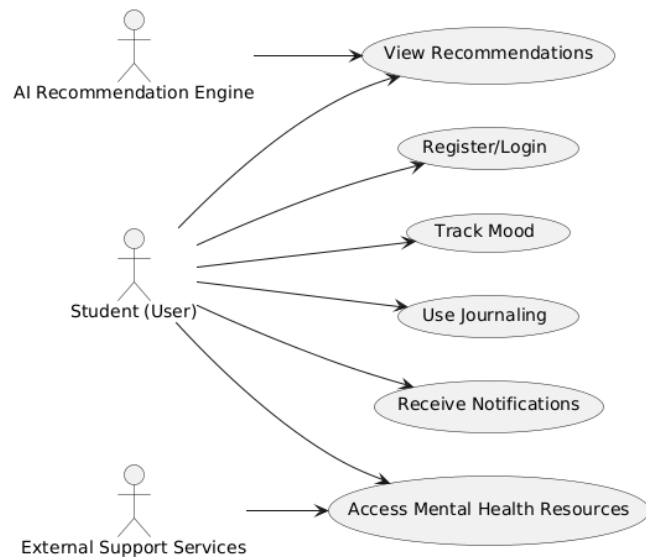 View Recommendations
AI Recommendation Engine
Register/Login
Track Mood
Student (User)
Use Journaling
Receive Notifications
Access Mental Health Resources
External Support Services